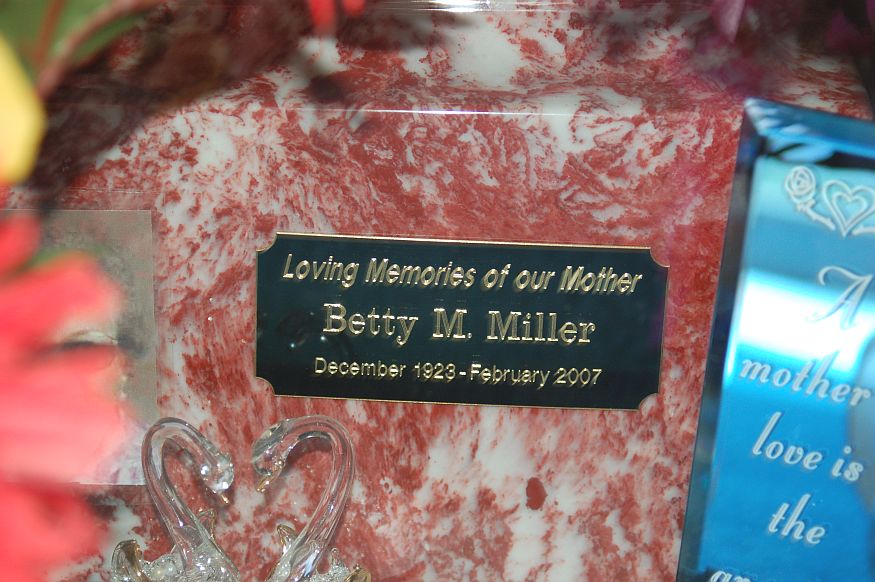 Loving Memories of our Mother
Betty M. Miller
December 1923 - February 2007
A
mother
love is
the